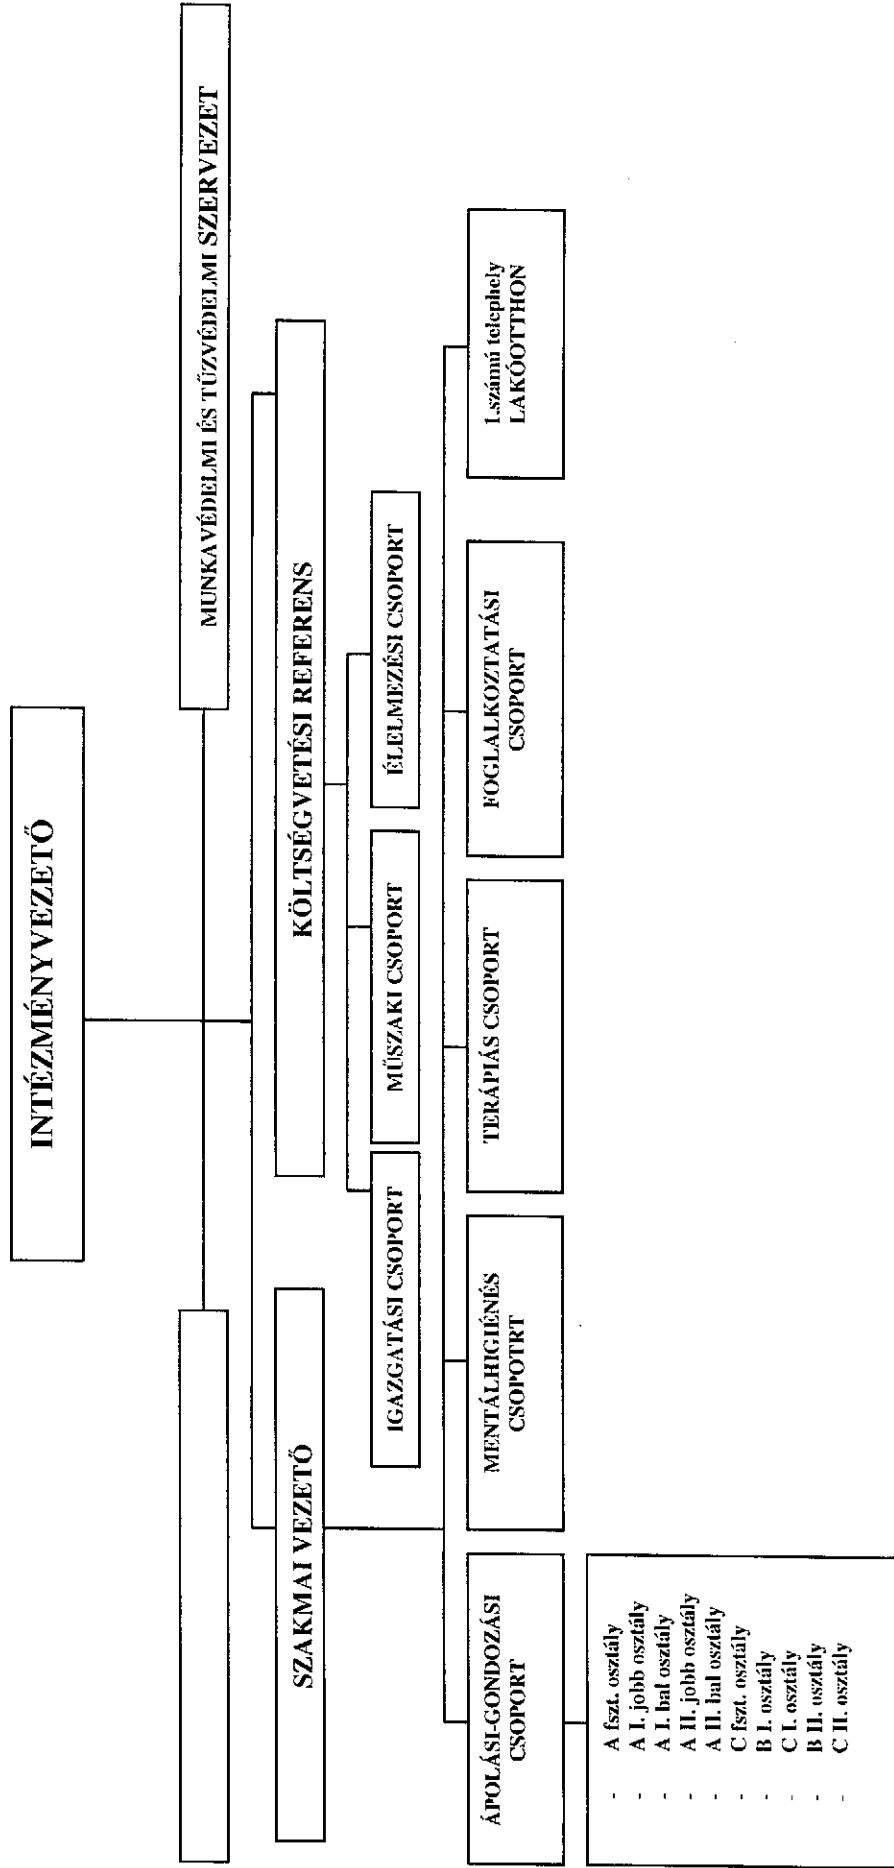 INTÉZMÉNYVEZETŐ
MUNKAVÉDELMI ÉS TŰZVÉDELMI SZERVEZET
SZAKMAI VEZETŐ
KÖLTSÉGVETÉSI REFERENS
IGAZGATÁSI CSOPORT
MŰSZAKI CSOPORT
ÉLELMEZÉSI CSOPORT
ÁPOLÁSI-GONDOZÁSI
CSOPORT
MENTÁLHIGIÉNÉS
CSOPOTRT
TERÁPIÁS CSOPORT
FOGLALKOZTATÁSI
CSOPORT
1.számú telephely
LAKÓOTTHON
- A fszt. osztály
- A I. jobb osztály
- A I. bal osztály
- A II. jobb osztály
- A II. bal osztály
- C fszt. osztály
- B I. osztály
- C I. osztály
- B II. osztály
- C II. osztály